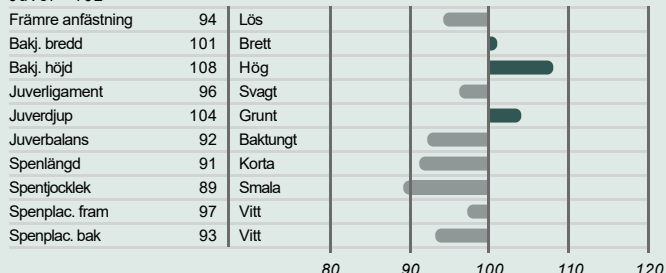 Främre anfästning 94 Lös
Bakj. bredd 101 Brett
Bakj. höjd 108 Hög
Juverligament 96 Svagt
Juverdjup 104 Grunt
Juverbalans 92 Baktungt
Spenlängd 91 Korta
Spentjocklek 89 Smala
Spenplac. fram 97 Vitt
Spenplac. bak 93 Vitt
80 90 100 110 120